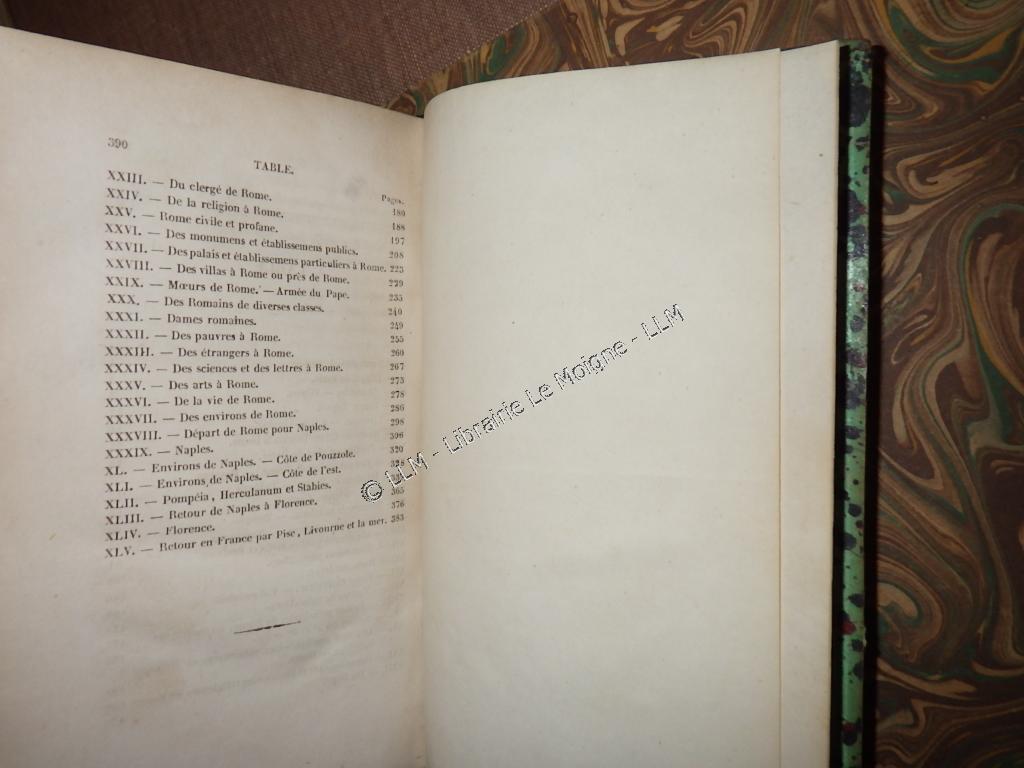 390
TABLE.
Pages.
XXIII. — Du clergé de Rome. 180
XXIV. — De la religion à Rome. 188
XXV. — Rome civile et profane. 197
XXVI. — Des monumens et établissemens publics. 208
XXVII. — Des palais et établissemens particuliers à Rome. 223
XXVIII. — Des villas à Rome ou près de Rome. 229
XXIX. — Mœurs de Rome. — Armée du Pape. 235
XXX. — Des Romains de diverses classes. 240
XXXI. — Dames romaines. 249
XXXII. — Des pauvres à Rome. 255
XXXIII. — Des étrangers à Rome. 260
XXXIV. — Des sciences et des lettres à Rome. 267
XXXV. — Des arts à Rome. 273
XXXVI. — De la vie de Rome. 278
XXXVII. — Des environs de Rome. 286
XXXVIII. — Départ de Rome pour Naples. 298
XXXIX. — Naples. 306
XL. — Environs de Naples. — Côte de Pouzzole. 320
XLI. — Environs de Naples. — Côte de l'est. 328
XLII. — Pompéia, Herculanum et Stabies.
XLIII. — Retour de Naples à Florence. 365
XLIV. — Florence. 376
XLV. — Retour en France par Pise, Livourne et la mer. 383
© LLM - Librairie Le Moigne - LLM